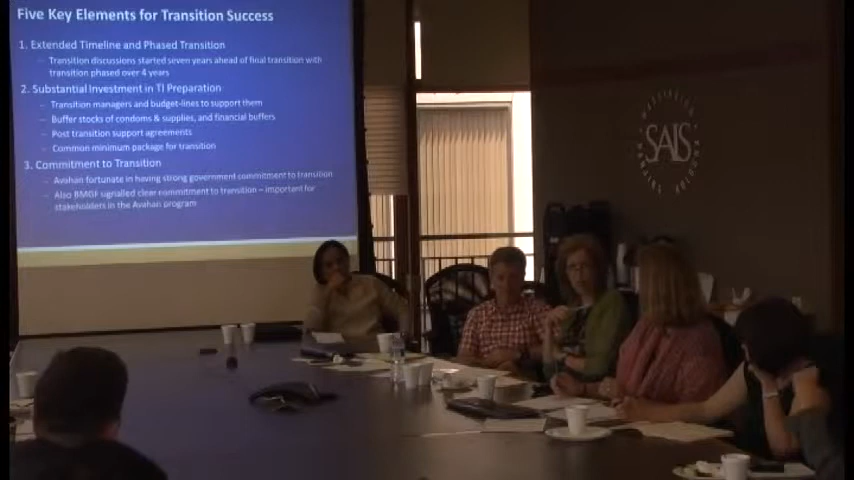 Five Key Elements for Transition Success
1. Extended Timeline and Phased Transition
– Transition discussions started seven years ahead of final transition with
transition phased over 4 years
2. Substantial Investment in TI Preparation
– Transition managers and budget-lines to support them
– Buffer stocks of condoms & supplies, and financial buffers
– Post transition support agreements
– Common minimum package for transition
3. Commitment to Transition
– Avahan fortunate in having strong government commitment to transition
– Also BMGF signalled clear commitment to transition – important for
stakeholders in the Avahan program
WASHINGTON
SAIS
NANJING BOLOGNA